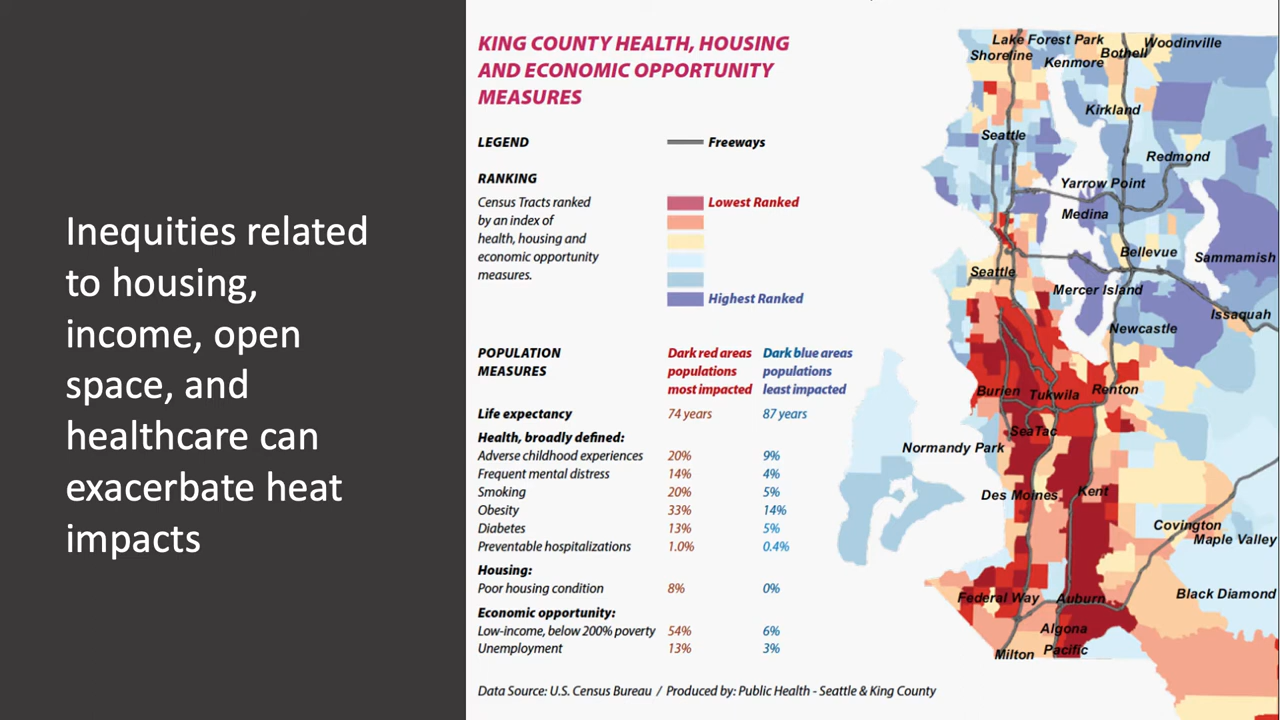 Inequities related
to housing,
income, open
space, and
healthcare can
exacerbate heat
impacts
KING COUNTY HEALTH, HOUSING
AND ECONOMIC OPPORTUNITY
MEASURES
LEGEND
Freeways
RANKING
Census Tracts ranked
by an index of
health, housing and
economic opportunity
measures.
Lowest Ranked
Highest Ranked
POPULATION
MEASURES
Dark red areas
populations
most impacted
Dark blue areas
populations
least impacted
Life expectancy 74 years 87 years
Health, broadly defined:
Adverse childhood experiences 20% 9%
Frequent mental distress 14% 4%
Smoking 20% 5%
Obesity 33% 14%
Diabetes 13% 5%
Preventable hospitalizations 1.0% 0.4%
Housing:
Poor housing condition 8% 0%
Economic opportunity:
Low-income, below 200% poverty 54% 6%
Unemployment 13% 3%
Data Source: U.S. Census Bureau / Produced by: Public Health - Seattle & King County
Lake Forest Park
Woodinville
Shoreline
Bothell
Kenmore
Kirkland
Seattle
Redmond
Yarrow Point
Medina
Bellevue
Sammamish
Seattle
Mercer Island
Issaquah
Newcastle
Burien
Tukwila
Renton
SeaTac
Normandy Park
Des Moines
Kent
Covington
Maple Valley
Federal Way
Auburn
Black Diamond
Algona
Milton
Pacific